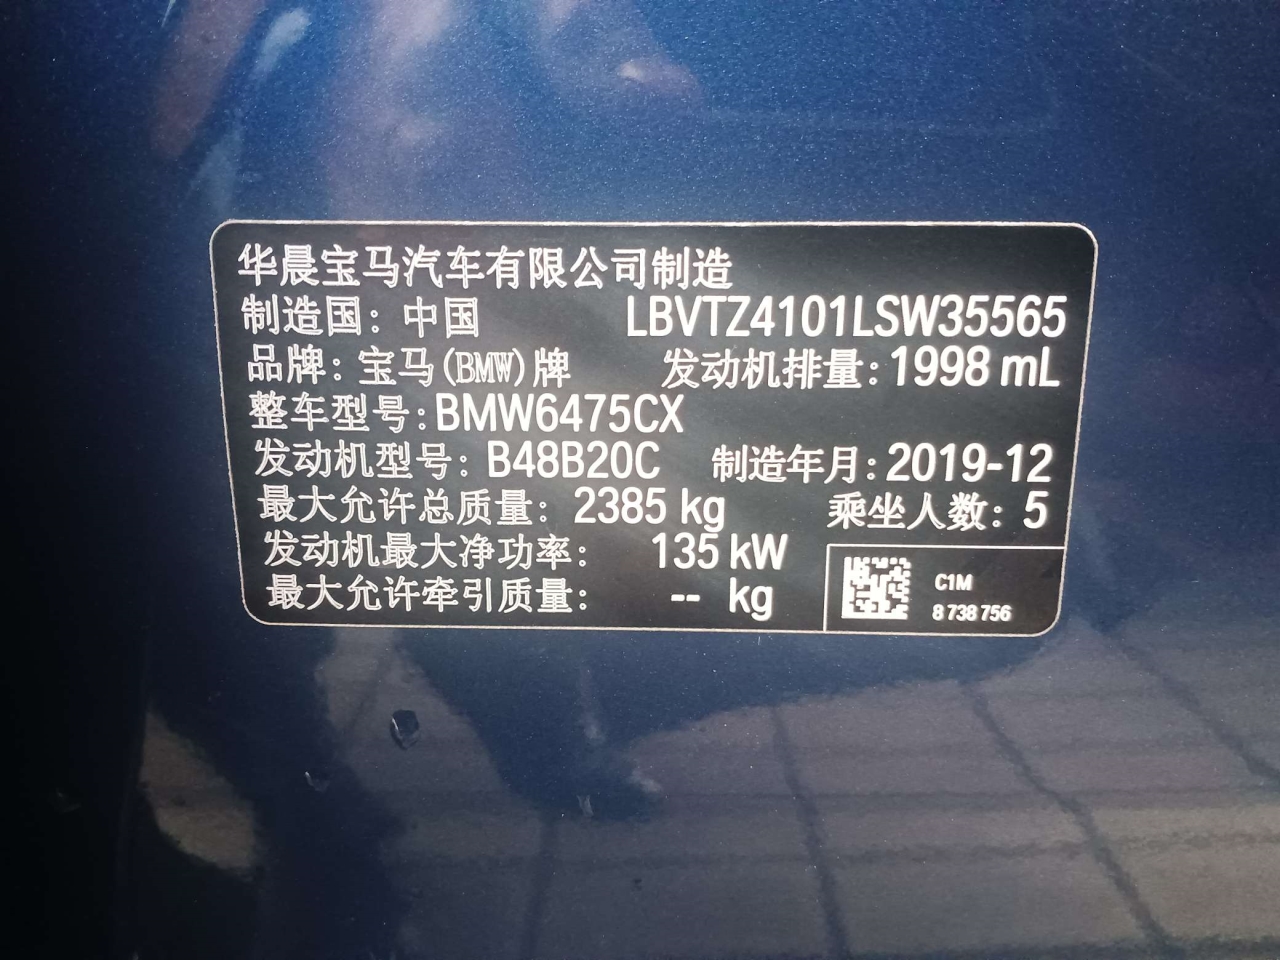 华晨宝马汽车有限公司制造
制造国：中国 LBVTZ4101LSW35565
品牌：宝马(BMW)牌 发动机排量：1998 mL
整车型号：BMW6475CX
发动机型号：B48B20C 制造年月：2019-12
最大允许总质量：2385 kg 乘坐人数：5
发动机最大净功率：135 kW
最大允许牵引质量：-- kg
C1M
8 738 756